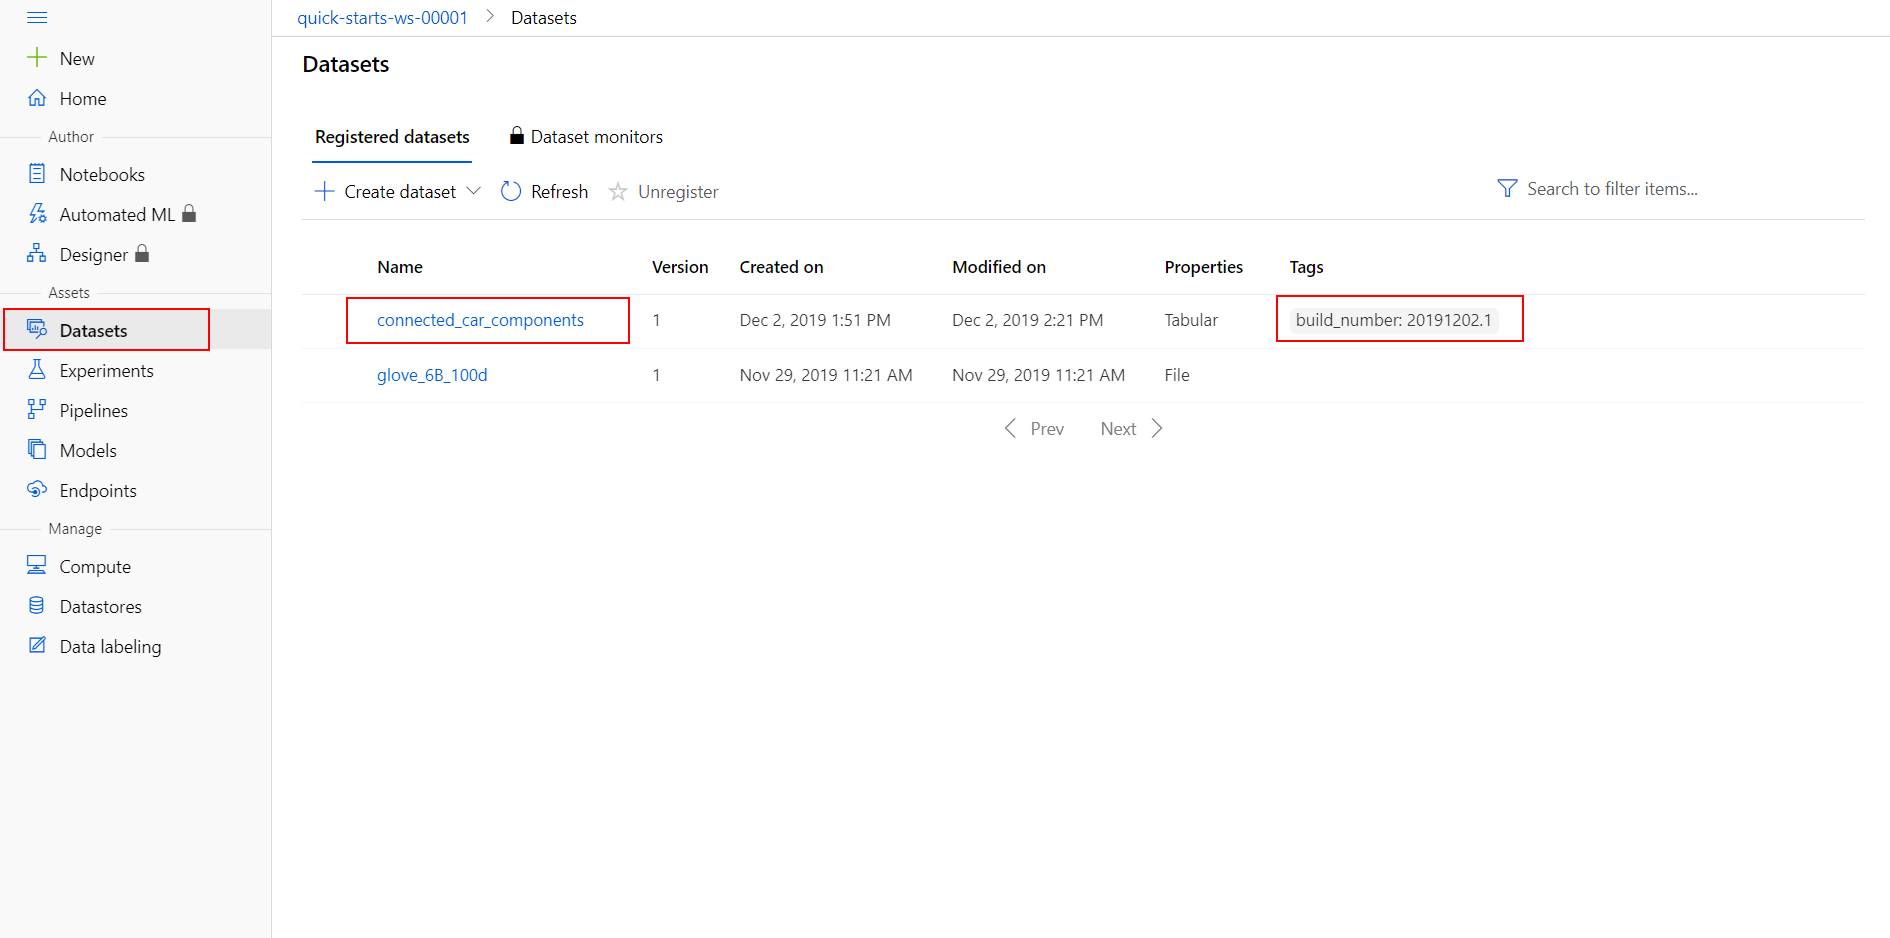 quick-starts-ws-00001 > Datasets
New
Home
Author
Notebooks
Automated ML
Designer
Assets
Datasets
Experiments
Pipelines
Models
Endpoints
Manage
Compute
Datastores
Data labeling
Datasets
Registered datasets Dataset monitors
Create dataset Refresh Unregister Search to filter items...
Name Version Created on Modified on Properties Tags
connected_car_components 1 Dec 2, 2019 1:51 PM Dec 2, 2019 2:21 PM Tabular build_number: 20191202.1
glove_6B_100d 1 Nov 29, 2019 11:21 AM Nov 29, 2019 11:21 AM File
Prev Next